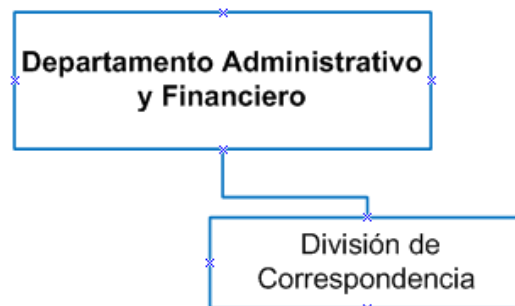 Departamento Administrativo
y Financiero
División de
Correspondencia